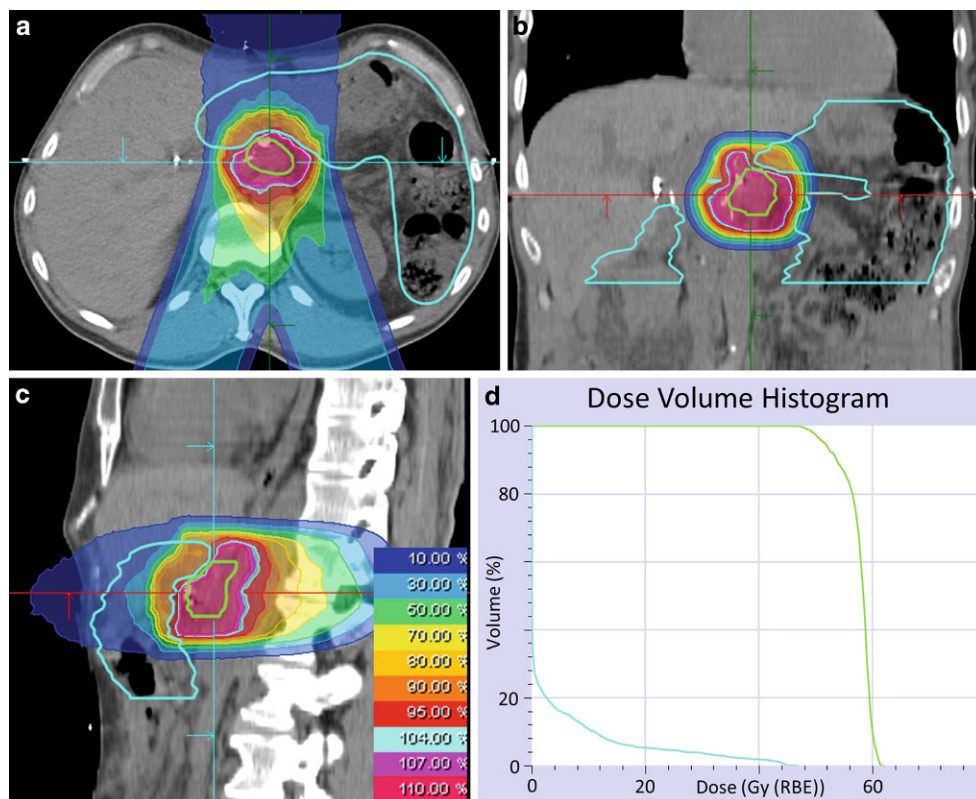 a
b
c
10.00 %
30.00 %
50.00 %
70.00 %
80.00 %
90.00 %
95.00 %
104.00 %
107.00 %
110.00 %
d
Dose Volume Histogram
100
80
20
0
Volume (%)
0 20 40 60
Dose (Gy (RBE))